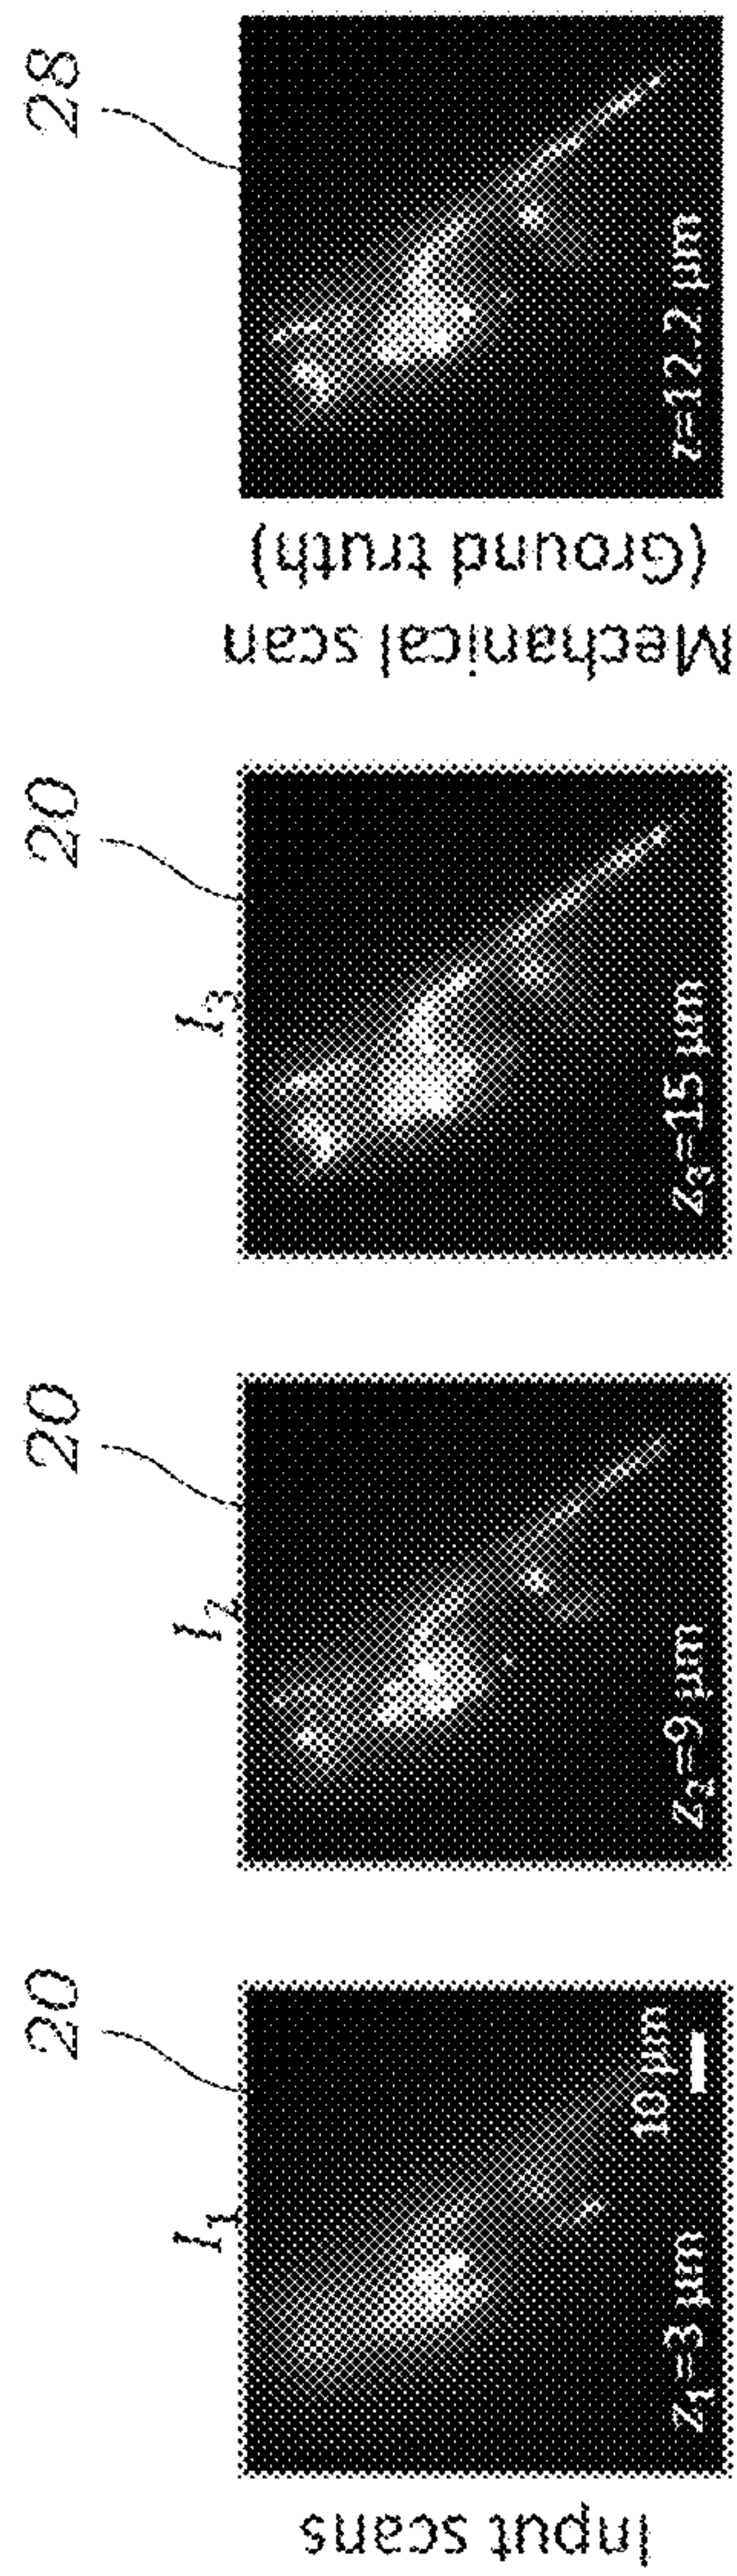 Input scans
20
I₁
z₁=3 μm
10 μm
20
I₂
z₂=9 μm
20
I₃
z₃=15 μm
Mechanical scan
(Ground truth)
28
z=12.2 μm